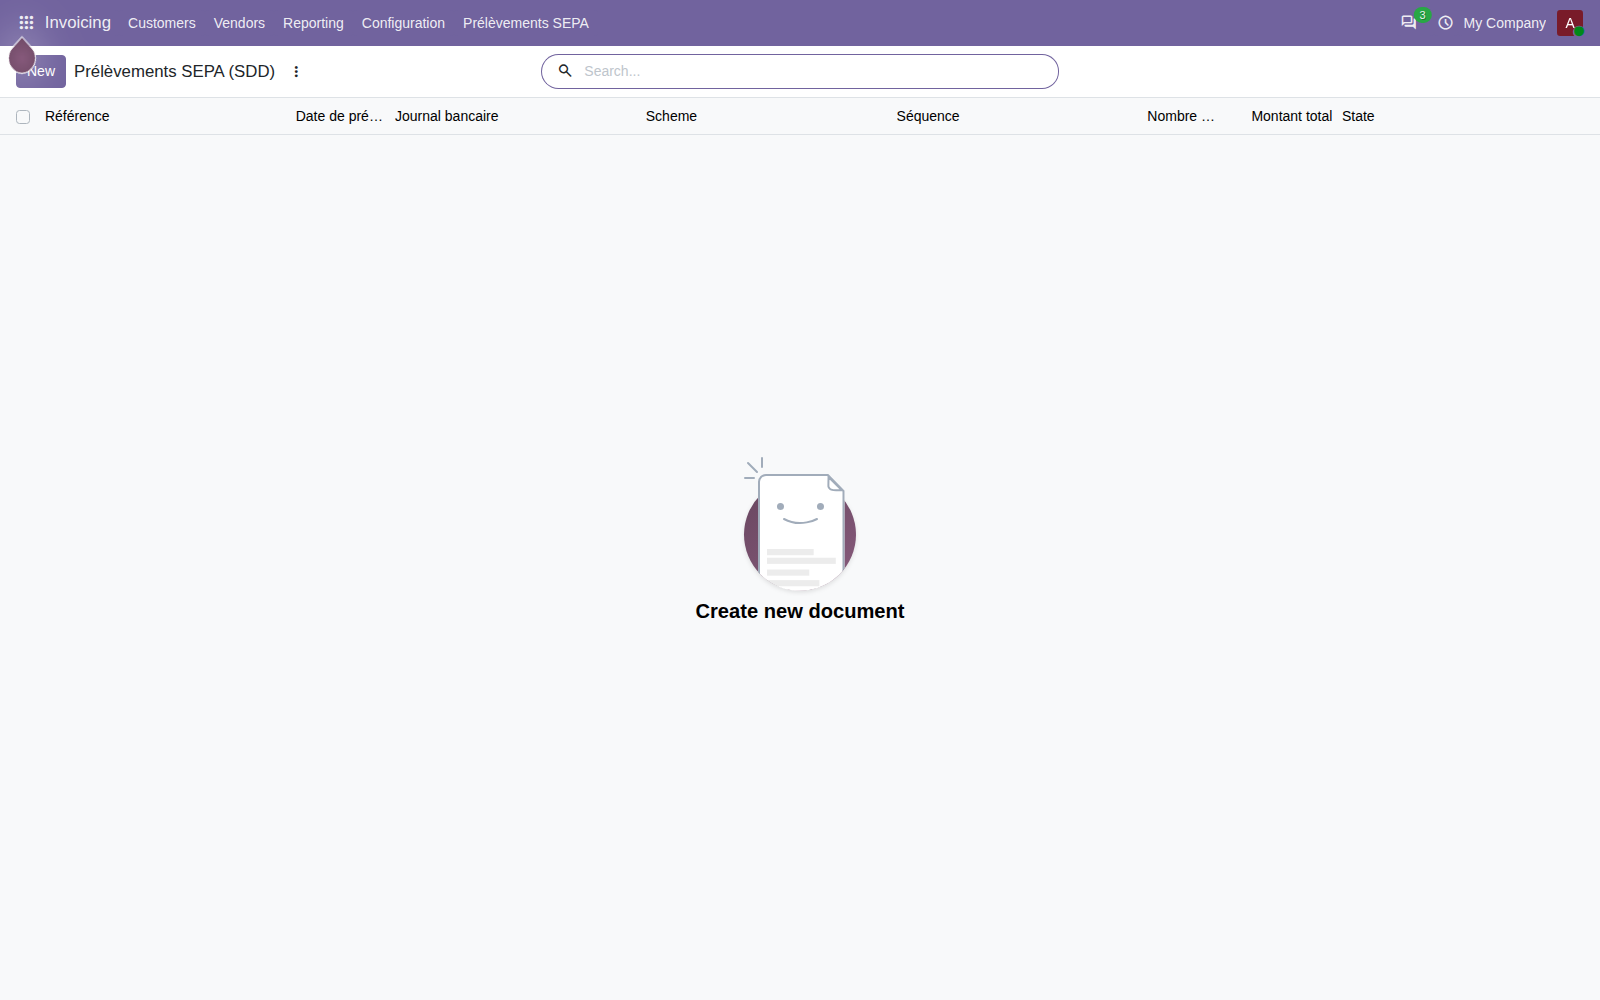 Invoicing Customers Vendors Reporting Configuration Prélèvements SEPA 3 My Company A
New Prélèvements SEPA (SDD) Search...
Référence Date de pré… Journal bancaire Scheme Séquence Nombre … Montant total State
Create new document